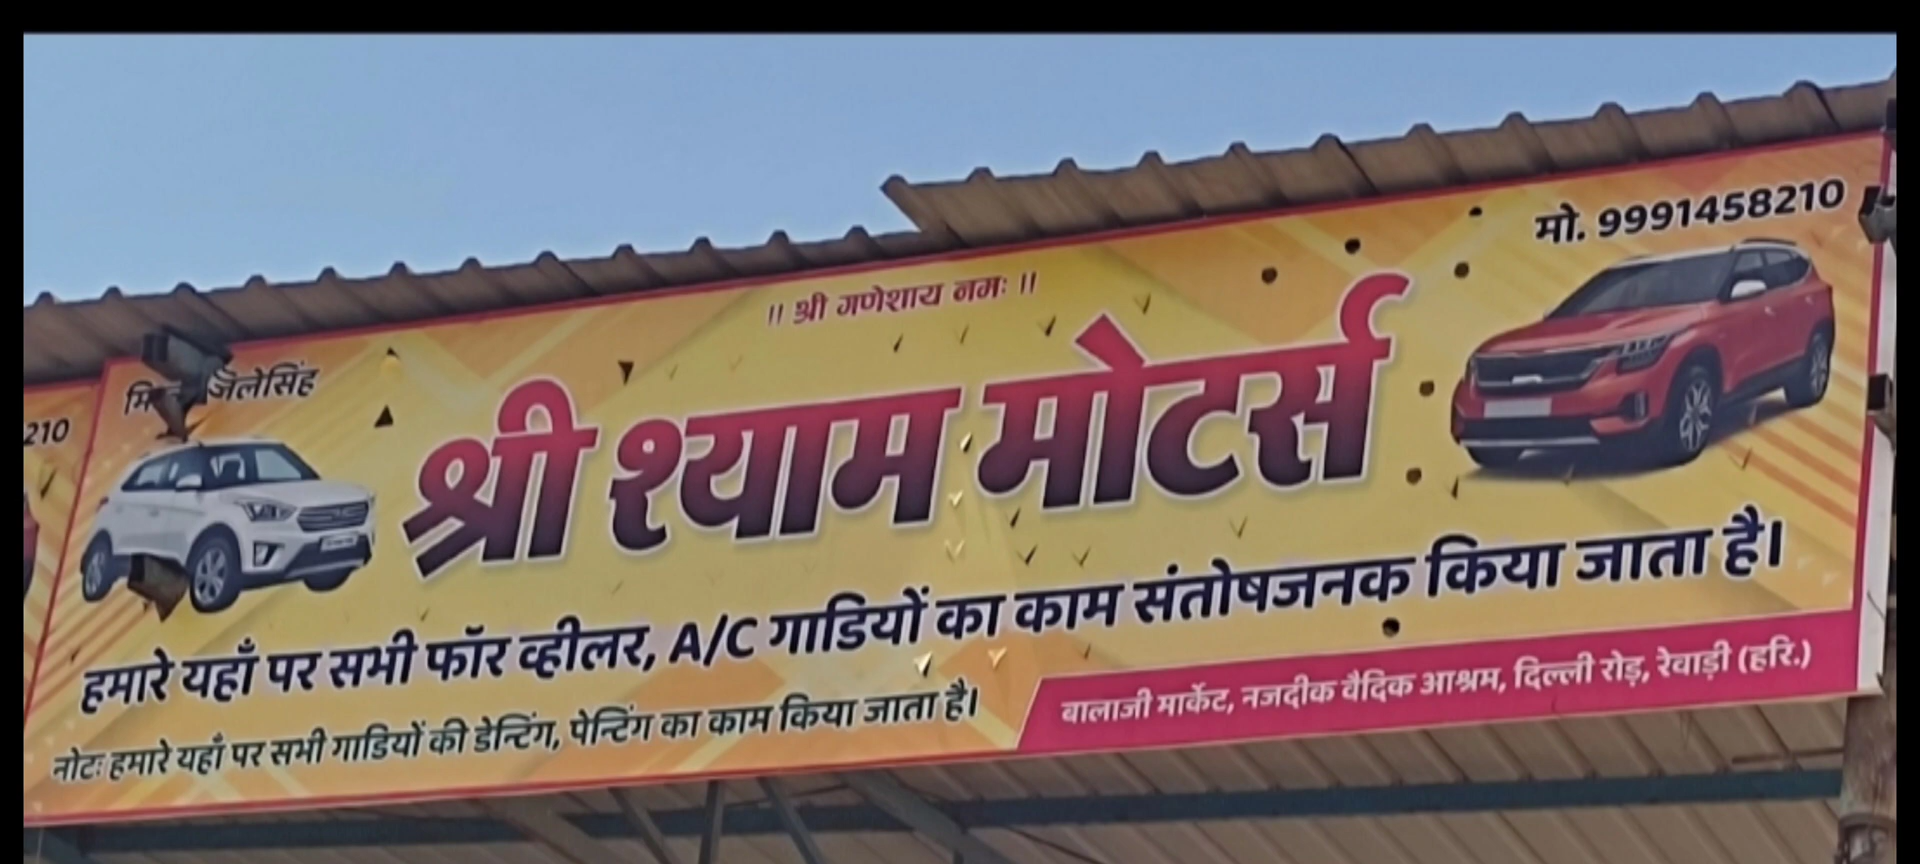 ॥ श्री गणेशाय नमः ॥
मो. 9991458210
जिलेसिंह
210
श्री श्याम मोटर्स
हमारे यहाँ पर सभी फॉर व्हीलर, A/C गाडियों का काम संतोषजनक किया जाता है।
नोटः हमारे यहाँ पर सभी गाडियों की डेन्टिंग, पेन्टिंग का काम किया जाता है।
बालाजी मार्केट, नजदीक वैदिक आश्रम, दिल्ली रोड़, रेवाड़ी (हरि.)